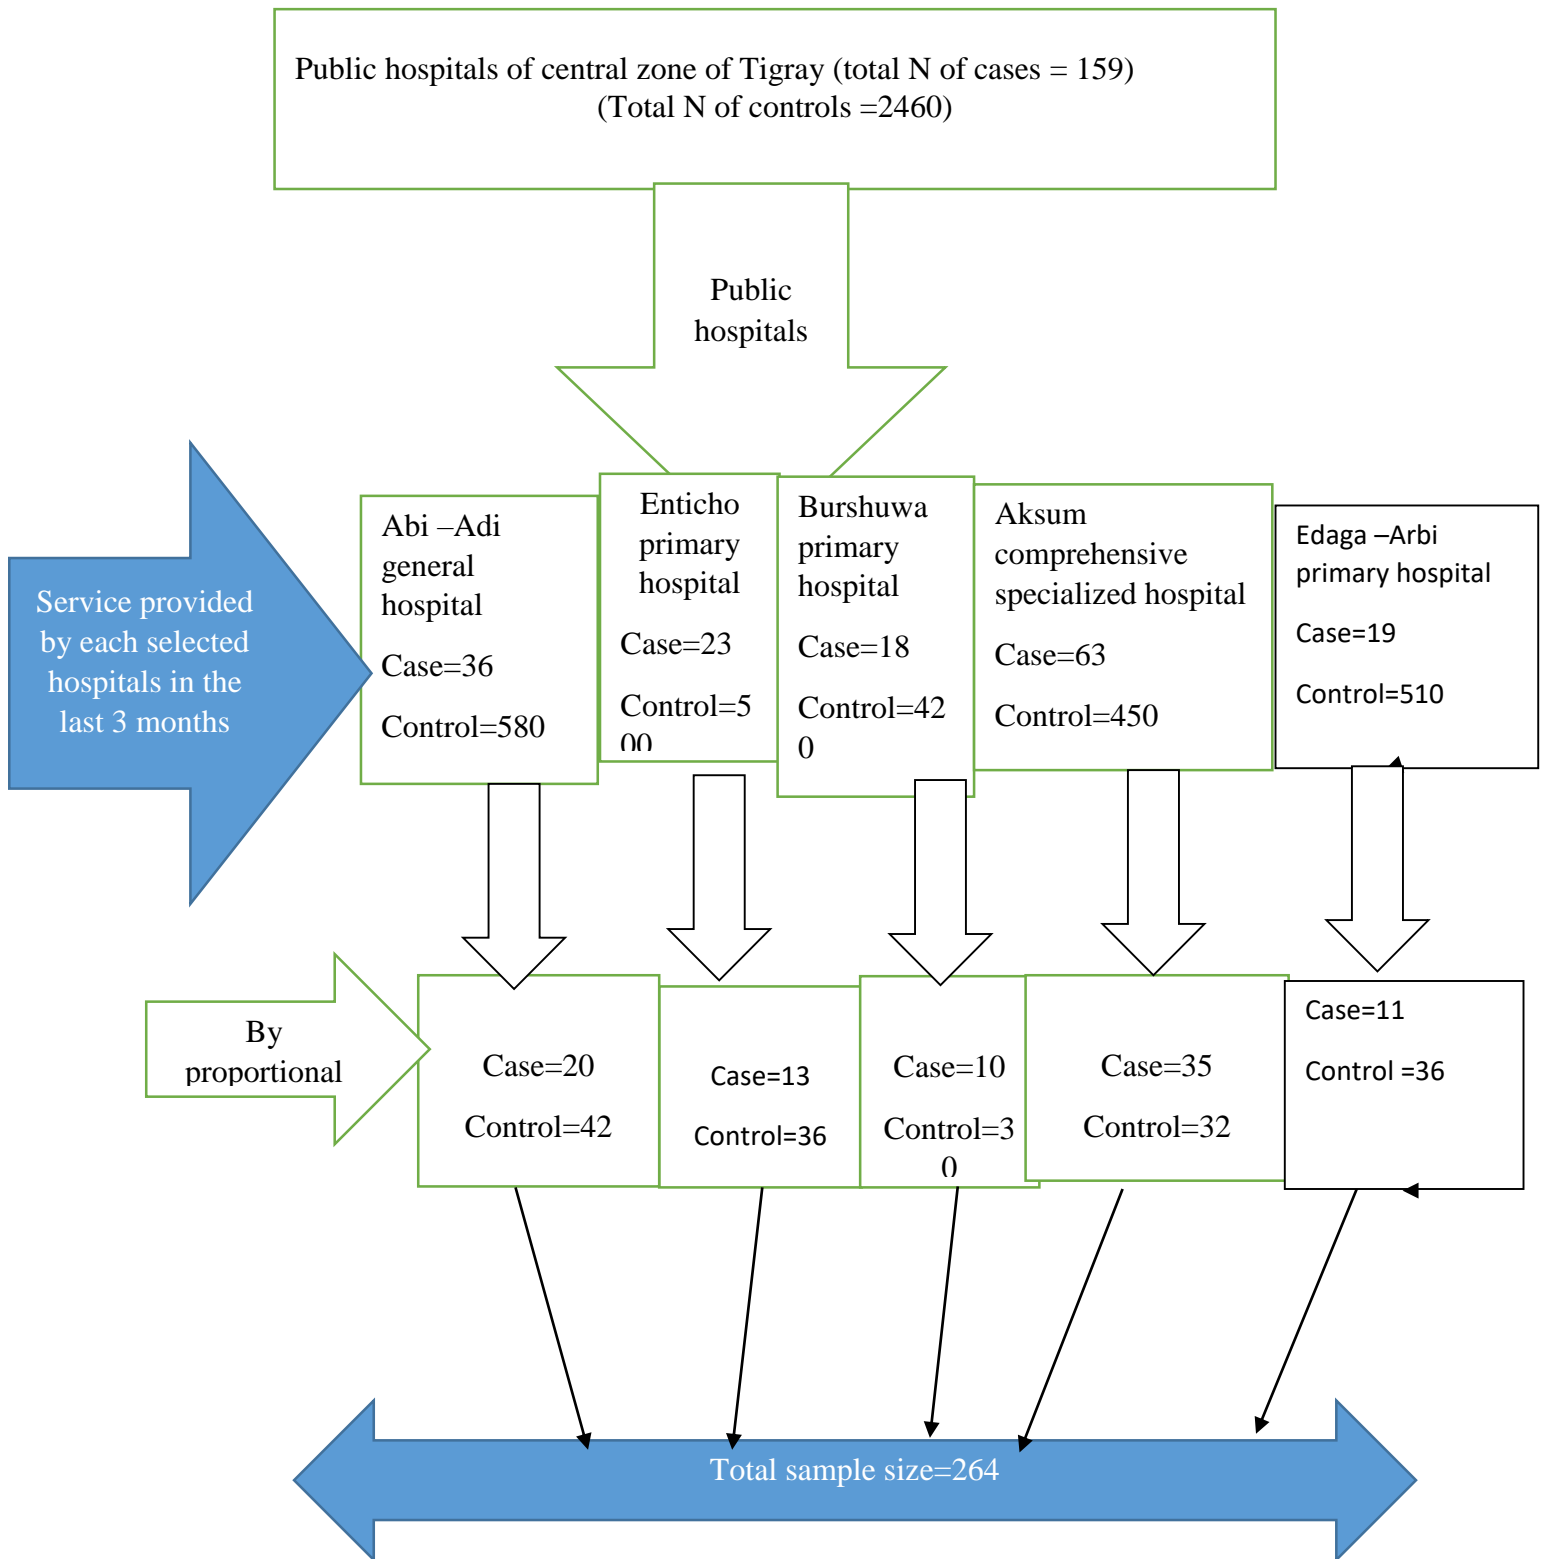 Public hospitals of central zone of Tigray (total N of cases = 159)
(Total N of controls =2460)
Public
hospitals
Service provided
by each selected
hospitals in the
last 3 months
Abi –Adi
general
hospital
Case=36
Control=580
Enticho
primary
hospital
Case=23
Control=5
00
Burshuwa
primary
hospital
Case=18
Control=42
0
Aksum
comprehensive
specialized hospital
Case=63
Control=450
Edaga –Arbi
primary hospital
Case=19
Control=510
By
proportional
Case=20
Control=42
Case=13
Control=36
Case=10
Control=3
0
Case=35
Control=32
Case=11
Control =36
Total sample size=264